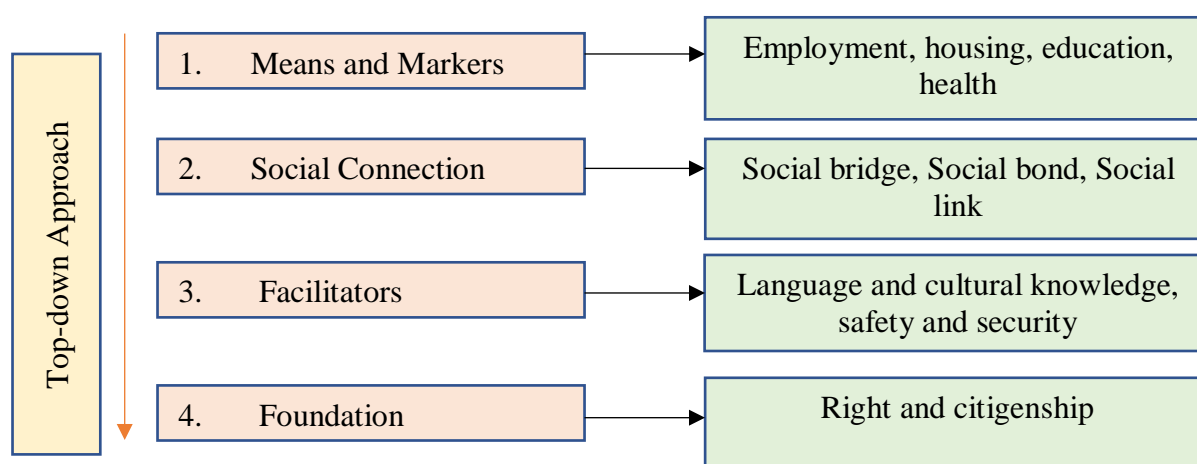 Top-down Approach
1. Means and Markers
Employment, housing, education,
health
2. Social Connection
Social bridge, Social bond, Social
link
3. Facilitators
Language and cultural knowledge,
safety and security
4. Foundation
Right and citigenship